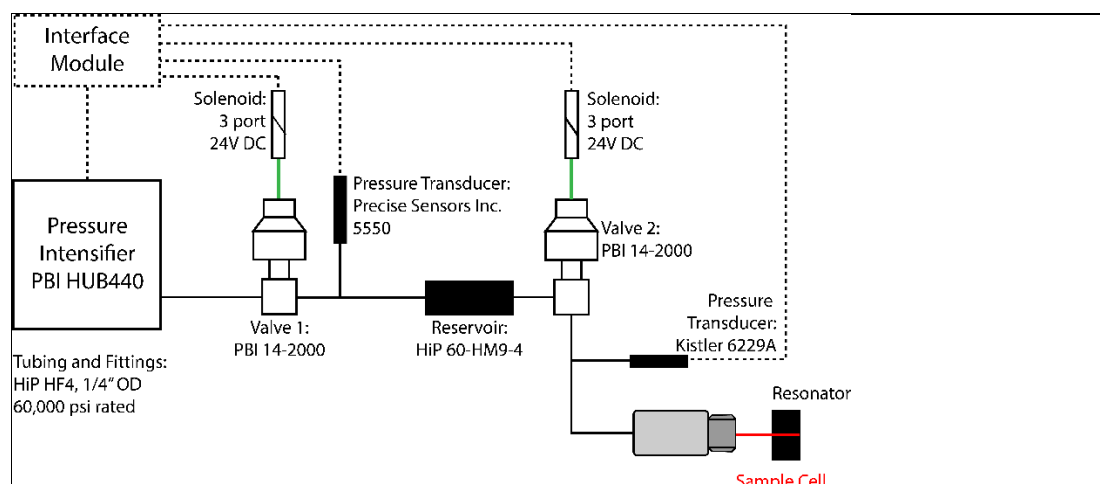 Interface
Module
Solenoid:
3 port
24V DC
Solenoid:
3 port
24V DC
Pressure Transducer:
Precise Sensors Inc.
5550
Pressure
Intensifier
PBI HUB440
Valve 2:
PBI 14-2000
Valve 1:
PBI 14-2000
Reservoir:
HiP 60-HM9-4
Pressure
Transducer:
Kistler 6229A
Tubing and Fittings:
HiP HF4, 1/4" OD
60,000 psi rated
Resonator
Sample Cell